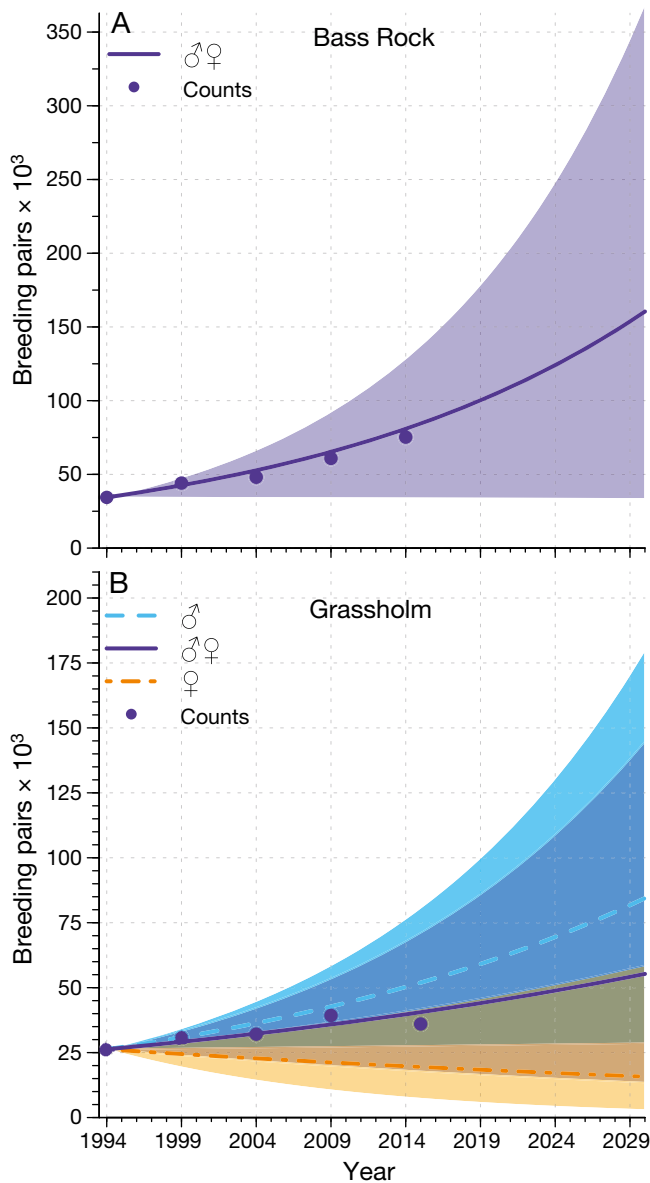 A
Bass Rock
♂♀
Counts
350
300
250
200
150
100
50
0
Breeding pairs × 10³
B
Grassholm
♂
♂♀
♀
Counts
200
175
150
125
100
75
50
25
0
Breeding pairs × 10³
1994 1999 2004 2009 2014 2019 2024 2029
Year